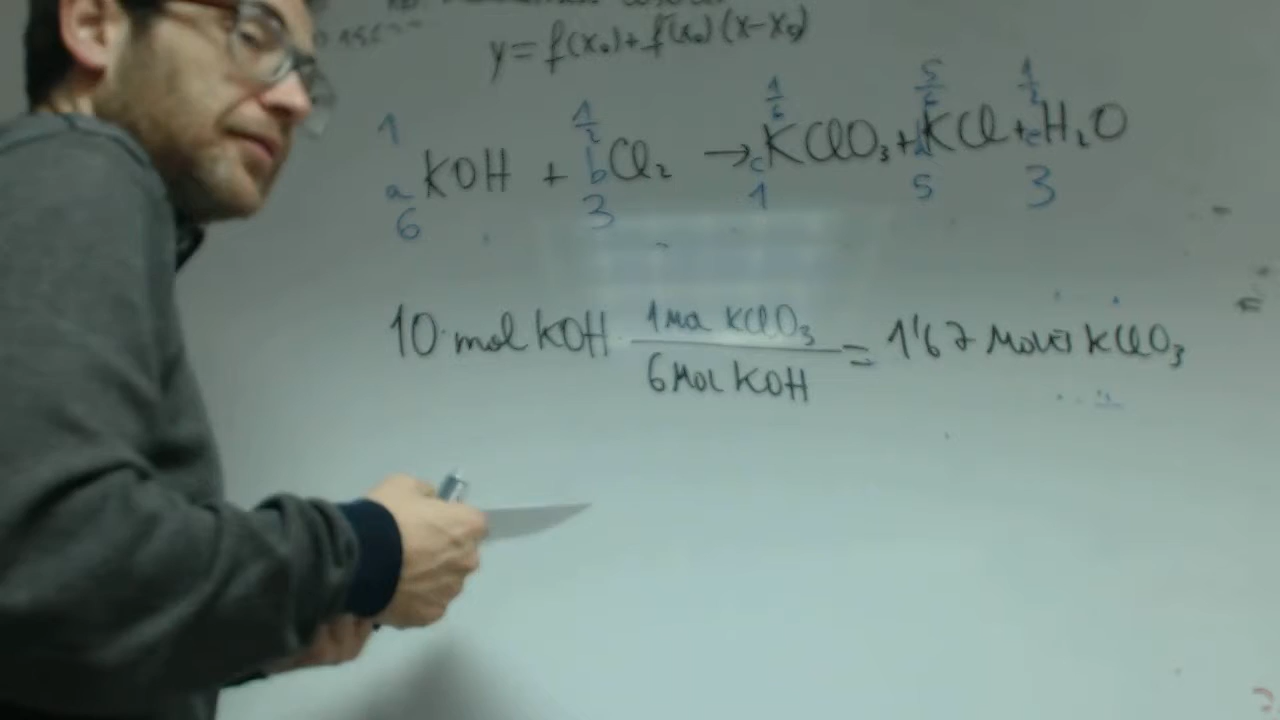 y = f(x₀) + f'(x₀) (x-x₀)
1 1/2 1/6 5/6 1/2
a KOH + b Cl₂ → c KClO₃ + d KCl + e H₂O
6 3 1 5 3
10 · mol KOH · 1 mol KClO₃ / 6 mol KOH = 1'67 moles KClO₃